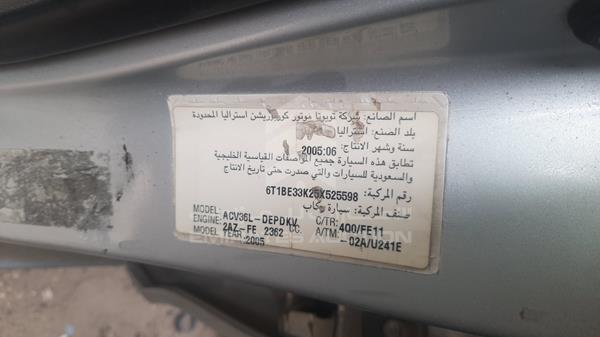 اسم الصانع: شركة تويوتا موتور كوربوريشن استراليا المحدودة
بلد الصنع: استراليا
سنة وشهر الانتاج: 2005:06
تطابق هذه السيارة جميع المواصفات القياسية الخليجية
والسعودية للسيارات والتي صدرت حتى تاريخ الانتاج
رقم المركبة: 6T1BE33K25X525598
صنف المركبة: سيارة ركاب
MODEL: ACV36L-DEPDKV C/TR: 400/FE11
ENGINE: 2AZ-FE 2362 CC. A/TM: -02A/U241E
MODEL YEAR: 2005
EMIRATES AUCTION